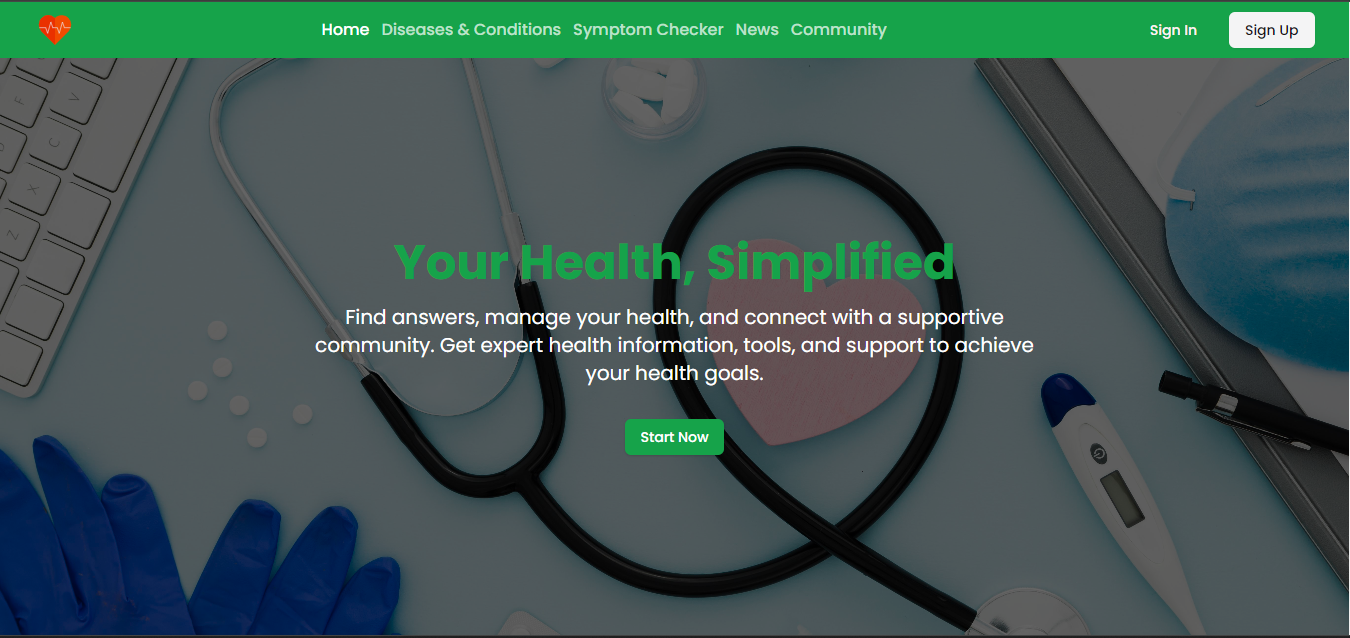 Home Diseases & Conditions Symptom Checker News Community Sign In Sign Up
Your Health, Simplified
Find answers, manage your health, and connect with a supportive
community. Get expert health information, tools, and support to achieve
your health goals.
Start Now
F
V
C
X
Z